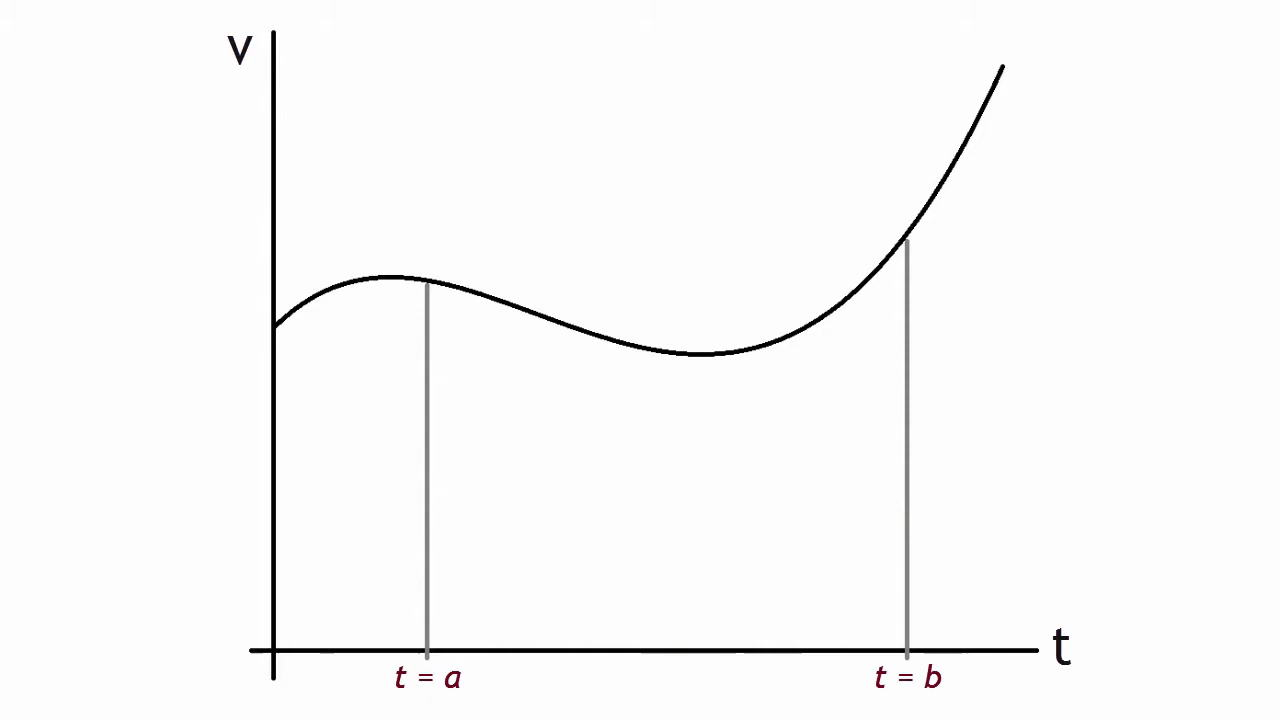 v
t
t = a
t = b